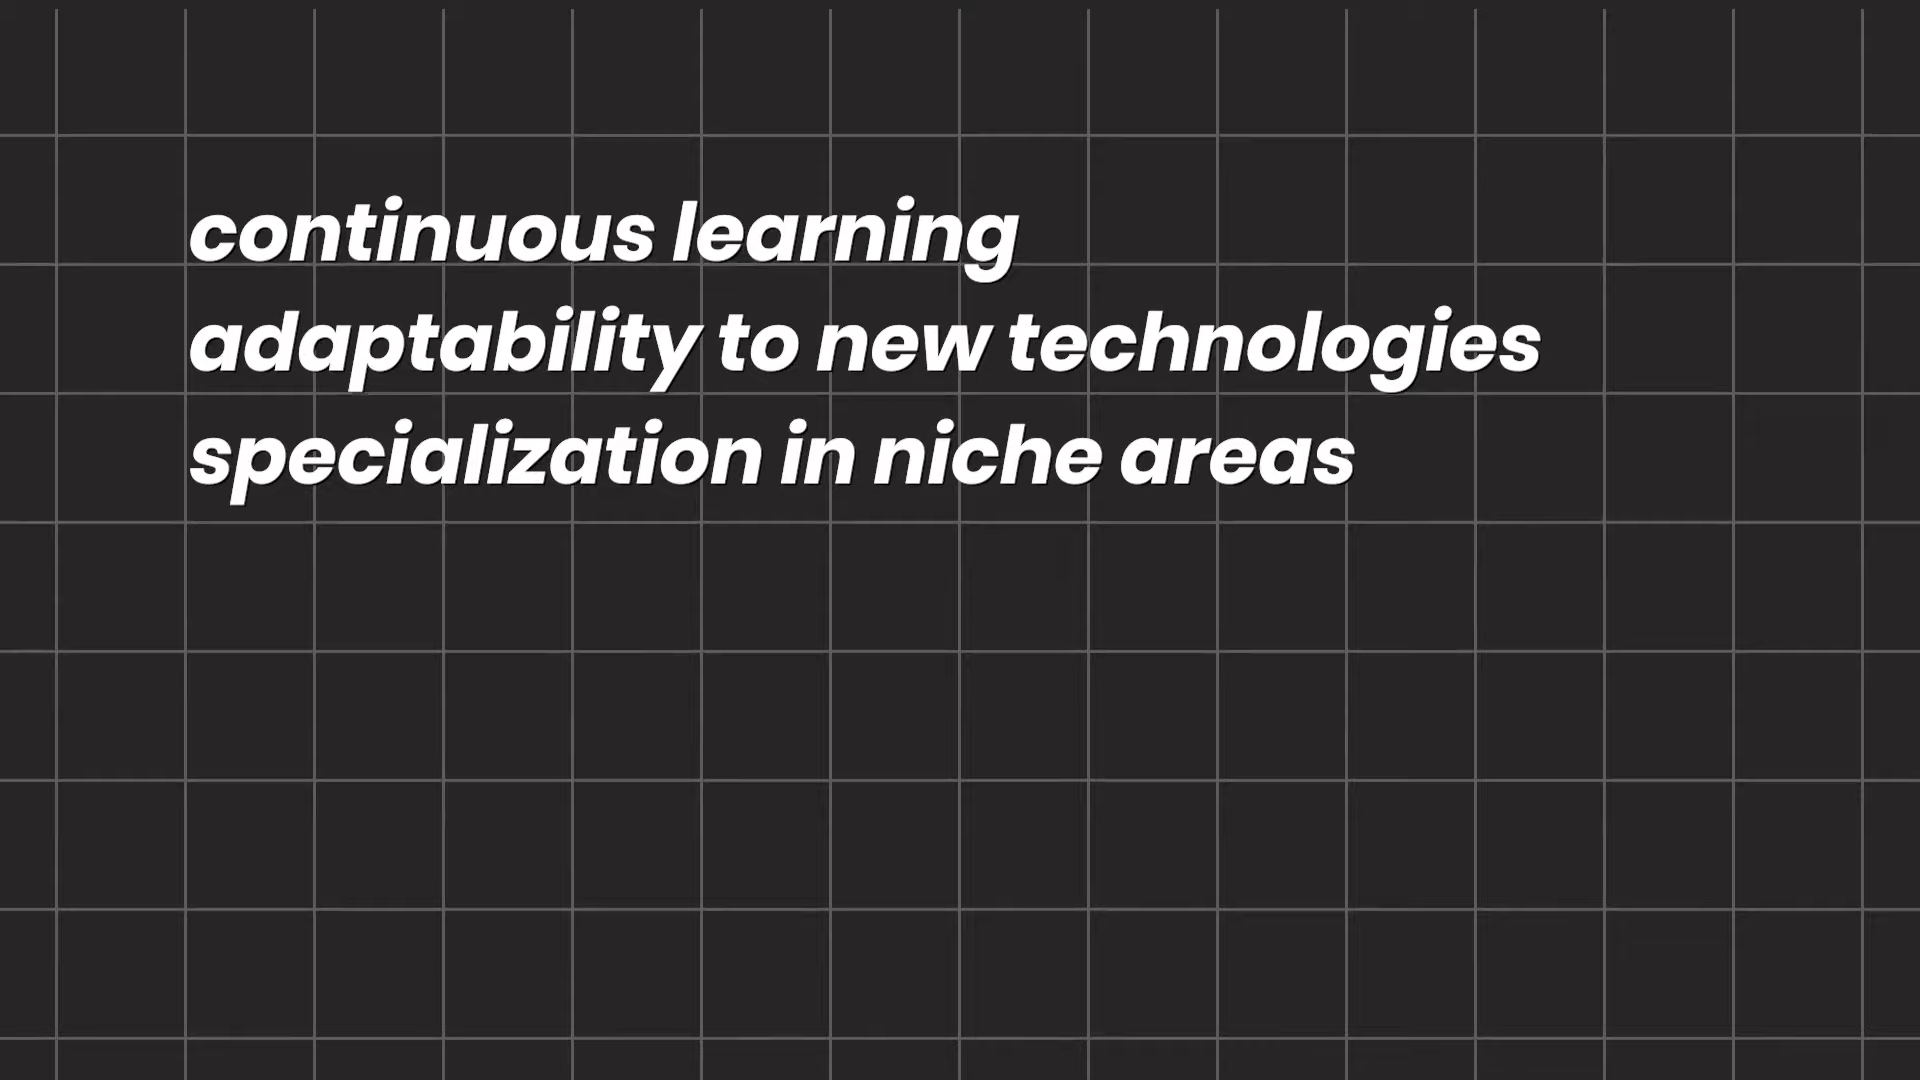 continuous learning
adaptability to new technologies
specialization in niche areas